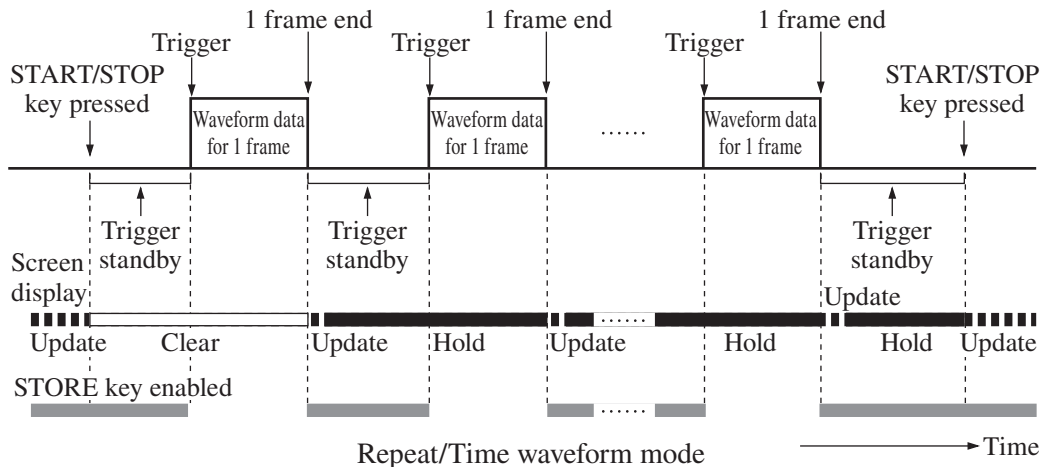 1 frame end
1 frame end
1 frame end
Trigger
Trigger
Trigger
START/STOP
key pressed
START/STOP
key pressed
Waveform data
for 1 frame
Waveform data
for 1 frame
......
Waveform data
for 1 frame
Trigger
standby
Trigger
standby
Trigger
standby
Screen
display
Update
......
Update
Clear
Update
Hold
Update
Hold
Hold
Update
STORE key enabled
......
Repeat/Time waveform mode
Time